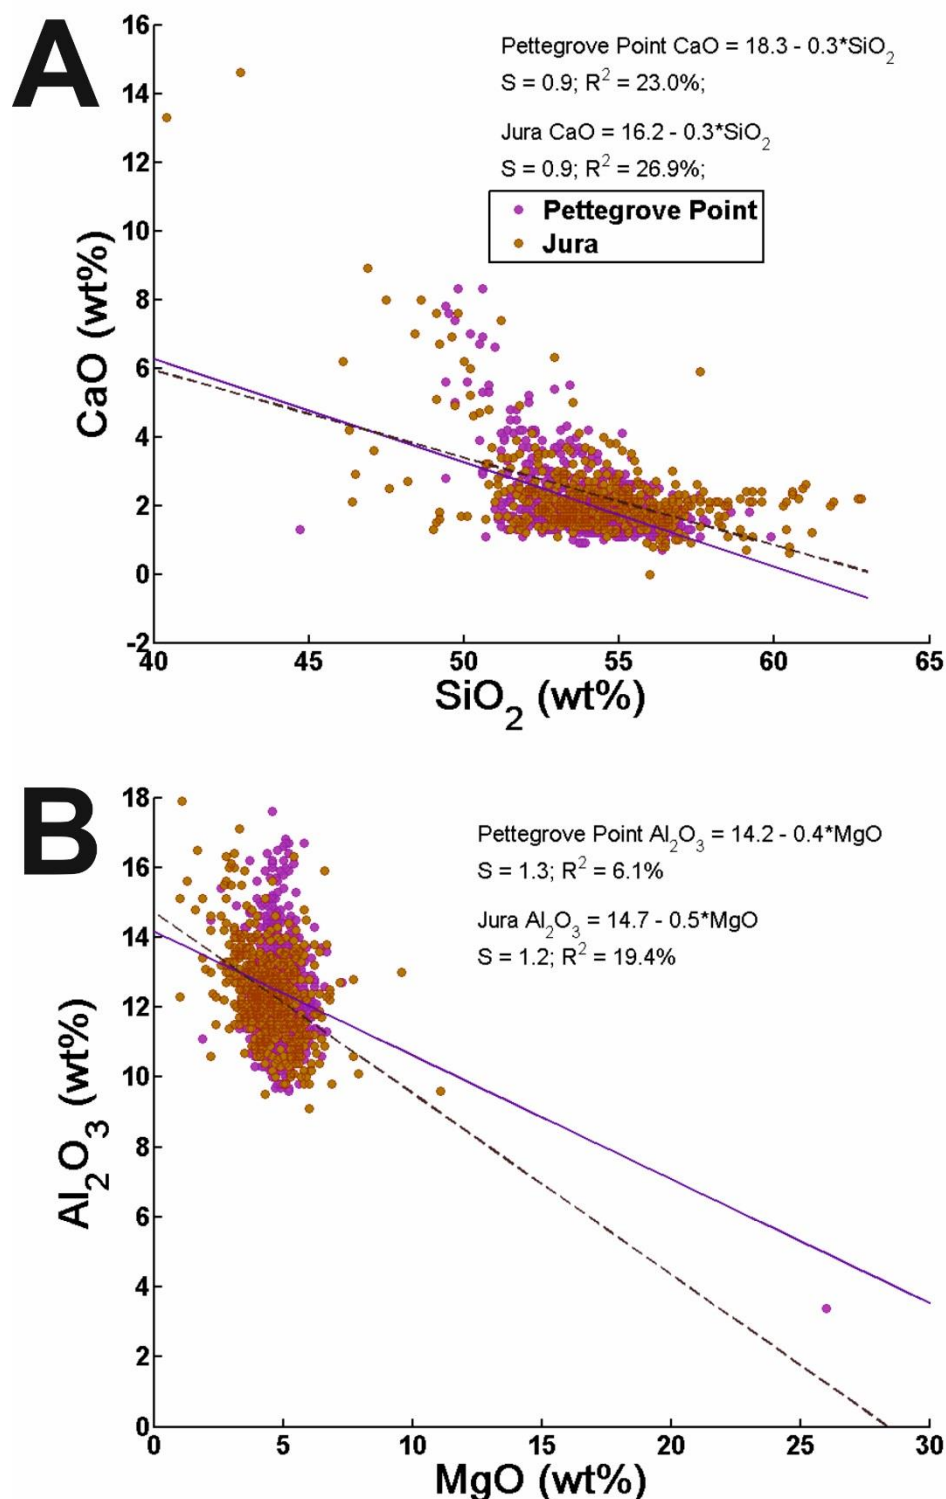 A
16
14
12
10
8
6
4
2
0
-2
CaO (wt%)
Pettegrove Point CaO = 18.3 - 0.3*SiO₂
S = 0.9; R² = 23.0%;
Jura CaO = 16.2 - 0.3*SiO₂
S = 0.9; R² = 26.9%;
Pettegrove Point
Jura
40 45 50 55 60 65
SiO₂ (wt%)
B
18
16
14
12
10
8
6
4
2
0
Al₂O₃ (wt%)
Pettegrove Point Al₂O₃ = 14.2 - 0.4*MgO
S = 1.3; R² = 6.1%
Jura Al₂O₃ = 14.7 - 0.5*MgO
S = 1.2; R² = 19.4%
0 5 10 15 20 25 30
MgO (wt%)